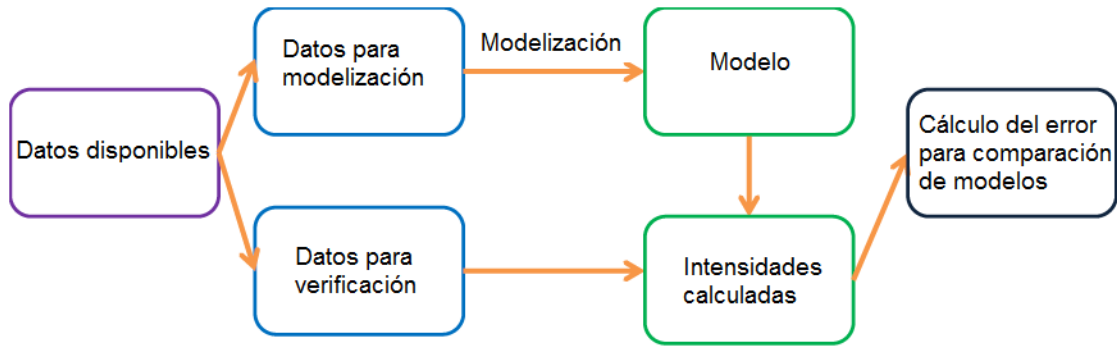 Datos disponibles
Datos para
modelización
Modelización
Modelo
Datos para
verificación
Intensidades
calculadas
Cálculo del error
para comparación
de modelos